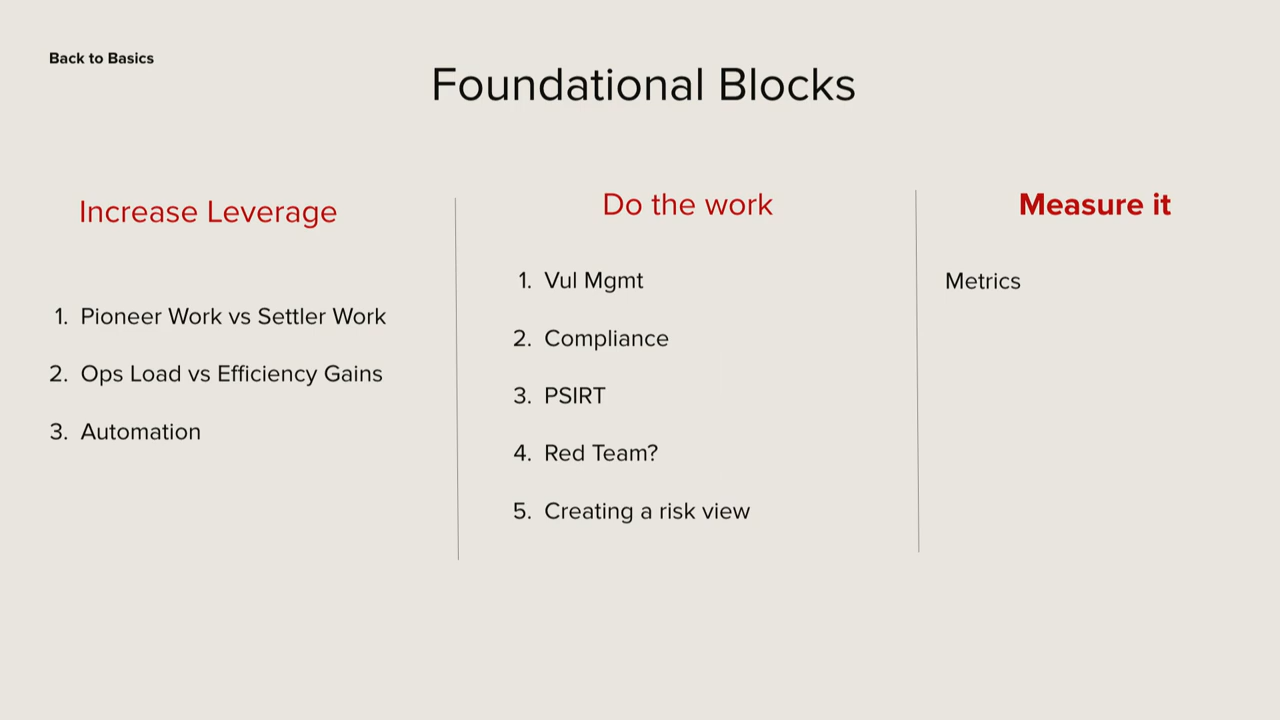 Back to Basics
Foundational Blocks
Increase Leverage
1. Pioneer Work vs Settler Work
2. Ops Load vs Efficiency Gains
3. Automation
Do the work
1. Vul Mgmt
2. Compliance
3. PSIRT
4. Red Team?
5. Creating a risk view
Measure it
Metrics